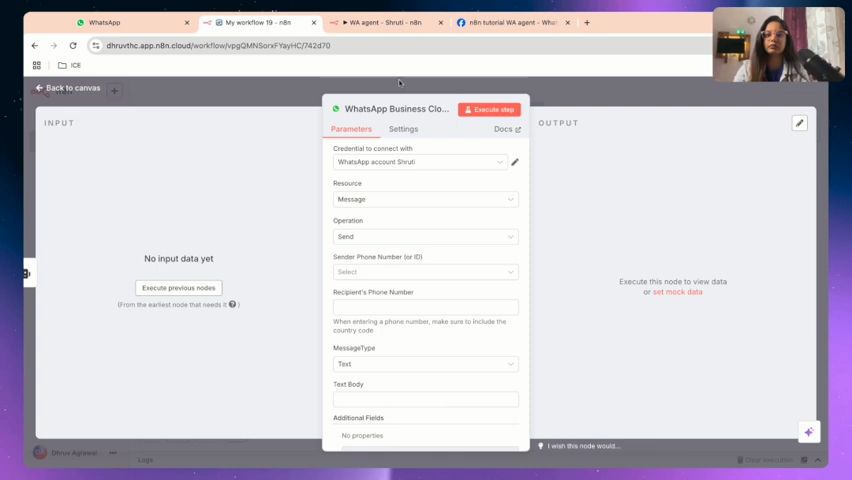 WhatsApp
My workflow 19 - n8n
WA agent - Shruti - n8n
n8n tutorial WA agent - What
dhruvthc.app.n8n.cloud/workflow/vpgQMNSorxFYayHC/742d70
ICE
Back to canvas
INPUT
No input data yet
Execute previous nodes
(From the earliest node that needs it ? )
WhatsApp Business Clo...
Execute step
Parameters
Settings
Docs
Credential to connect with
WhatsApp account Shruti
Resource
Message
Operation
Send
Sender Phone Number (or ID)
Select
Recipient's Phone Number
When entering a phone number, make sure to include the
country code
MessageType
Text
Text Body
Additional Fields
No properties
OUTPUT
Execute this node to view data
or set mock data
I wish this node would...
Logs
Clear execution